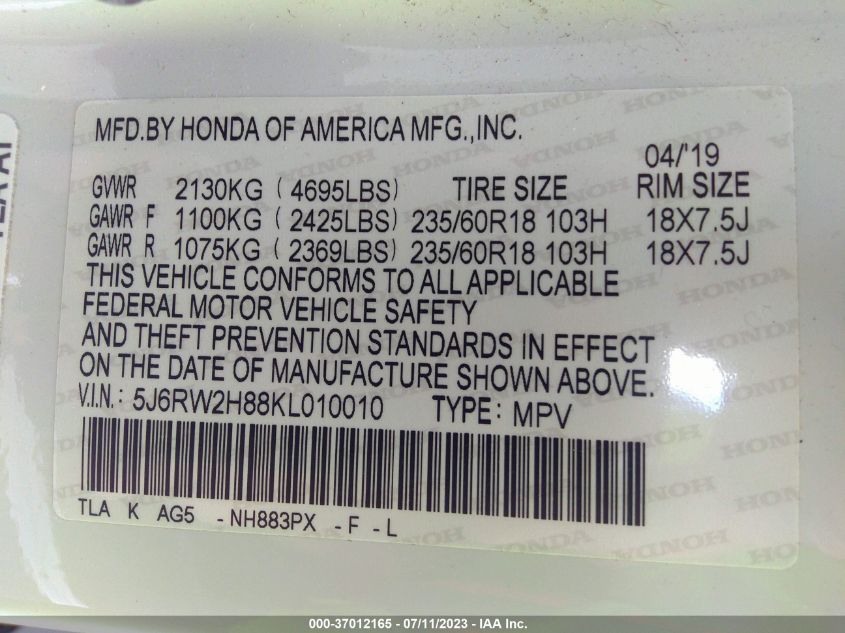 MFD.BY HONDA OF AMERICA MFG.,INC.
04/'19
GVWR 2130KG (4695LBS) TIRE SIZE RIM SIZE
GAWR F 1100KG (2425LBS) 235/60R18 103H 18X7.5J
GAWR R 1075KG (2369LBS) 235/60R18 103H 18X7.5J
THIS VEHICLE CONFORMS TO ALL APPLICABLE
FEDERAL MOTOR VEHICLE SAFETY
AND THEFT PREVENTION STANDARDS IN EFFECT
ON THE DATE OF MANUFACTURE SHOWN ABOVE.
V.I.N.: 5J6RW2H88KL010010 TYPE: MPV
TLA K AG5 -NH883PX -F -L
000-37012165 - 07/11/2023 - IAA Inc.